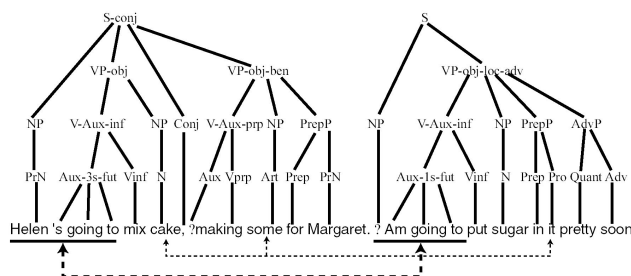 S-conj S
VP-obj VP-obj-ben VP-obj-loc-adv
NP V-Aux-inf NP Conj V-Aux-prp NP PrepP NP V-Aux-inf NP PrepP AdvP
PrN Aux-3s-fut Vinf N Aux Vprp Art Prep PrN Aux-1s-fut Vinf N Prep Pro Quant Adv
Helen 's going to mix cake, ?making some for Margaret. ? Am going to put sugar in it pretty soon